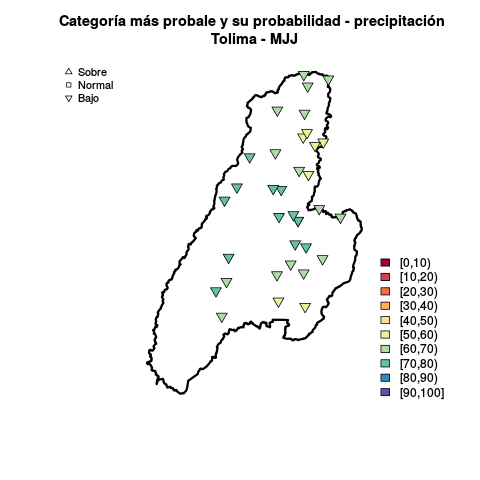 Categoría más probale y su probabilidad - precipitación
Tolima - MJJ
Sobre
Normal
Bajo
[0,10)
[10,20)
[20,30)
[30,40)
[40,50)
[50,60)
[60,70)
[70,80)
[80,90)
[90,100]